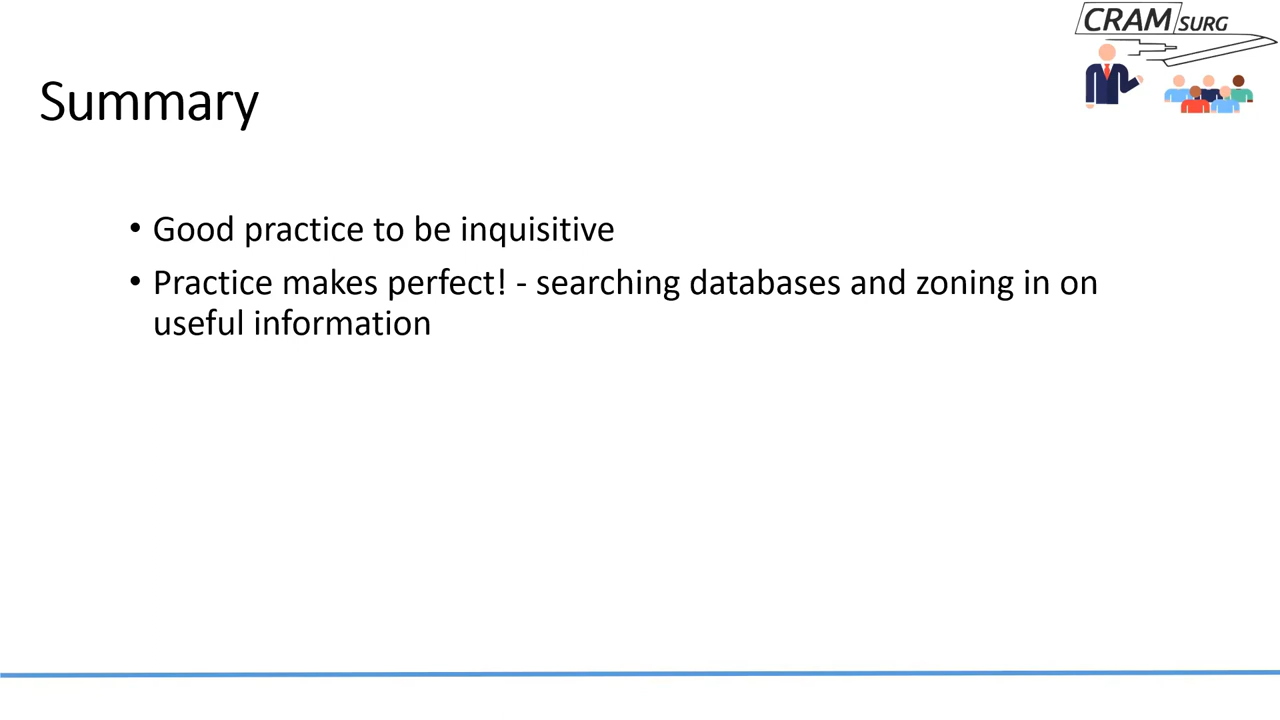 CRAM SURG
Summary
• Good practice to be inquisitive
• Practice makes perfect! - searching databases and zoning in on
useful information